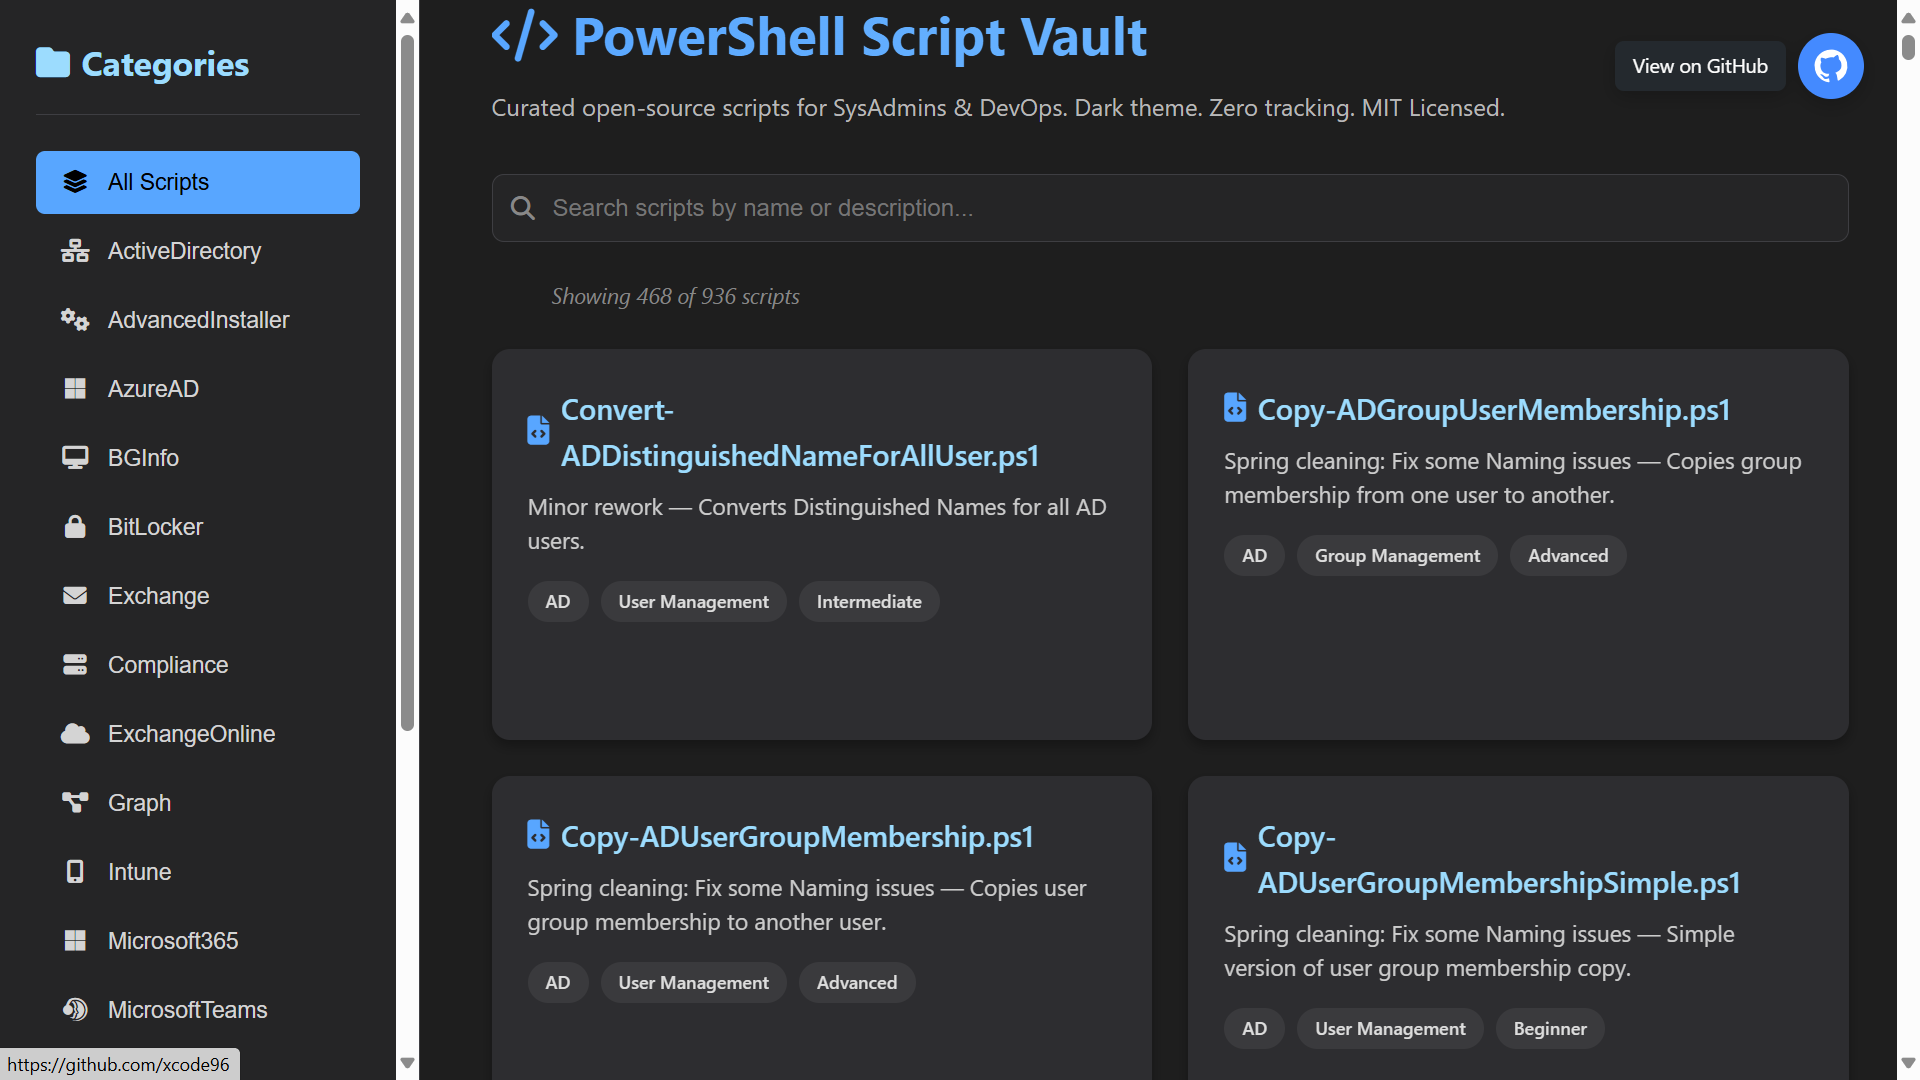 Categories
All Scripts
ActiveDirectory
AdvancedInstaller
AzureAD
BGInfo
BitLocker
Exchange
Compliance
ExchangeOnline
Graph
Intune
Microsoft365
MicrosoftTeams
https://github.com/xcode96
PowerShell Script Vault
View on GitHub
Curated open-source scripts for SysAdmins & DevOps. Dark theme. Zero tracking. MIT Licensed.
Search scripts by name or description...
Showing 468 of 936 scripts
Convert-
ADDistinguishedNameForAllUser.ps1
Minor rework — Converts Distinguished Names for all AD
users.
AD
User Management
Intermediate
Copy-ADGroupUserMembership.ps1
Spring cleaning: Fix some Naming issues — Copies group
membership from one user to another.
AD
Group Management
Advanced
Copy-ADUserGroupMembership.ps1
Spring cleaning: Fix some Naming issues — Copies user
group membership to another user.
AD
User Management
Advanced
Copy-
ADUserGroupMembershipSimple.ps1
Spring cleaning: Fix some Naming issues — Simple
version of user group membership copy.
AD
User Management
Beginner